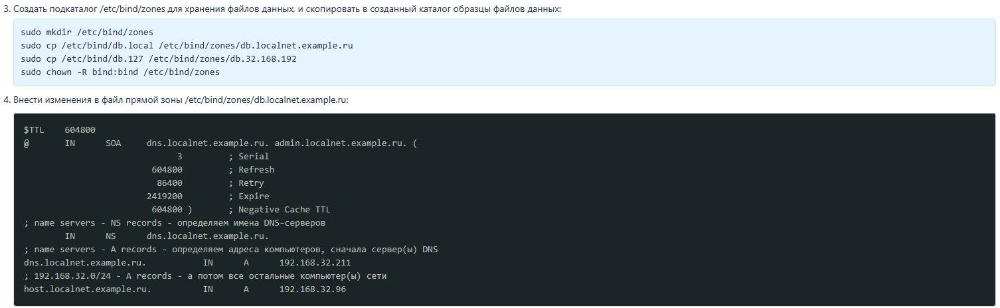 3. Создать подкаталог /etc/bind/zones для хранения файлов данных, и скопировать в созданный каталог образцы файлов данных:
sudo mkdir /etc/bind/zones
sudo cp /etc/bind/db.local /etc/bind/zones/db.localnet.example.ru
sudo cp /etc/bind/db.127 /etc/bind/zones/db.32.168.192
sudo chown -R bind:bind /etc/bind/zones
4. Внести изменения в файл прямой зоны /etc/bind/zones/db.localnet.example.ru:
$TTL    604800
@       IN      SOA     dns.localnet.example.ru. admin.localnet.example.ru. (
                              3         ; Serial
                         604800         ; Refresh
                          86400         ; Retry
                        2419200         ; Expire
                         604800 )       ; Negative Cache TTL
; name servers - NS records - определяем имена DNS-серверов
        IN      NS      dns.localnet.example.ru.
; name servers - A records - определяем адреса компьютеров, сначала сервер(ы) DNS
dns.localnet.example.ru.           IN      A      192.168.32.211
; 192.168.32.0/24 - A records - а потом все остальные компьютер(ы) сети
host.localnet.example.ru.          IN      A      192.168.32.96